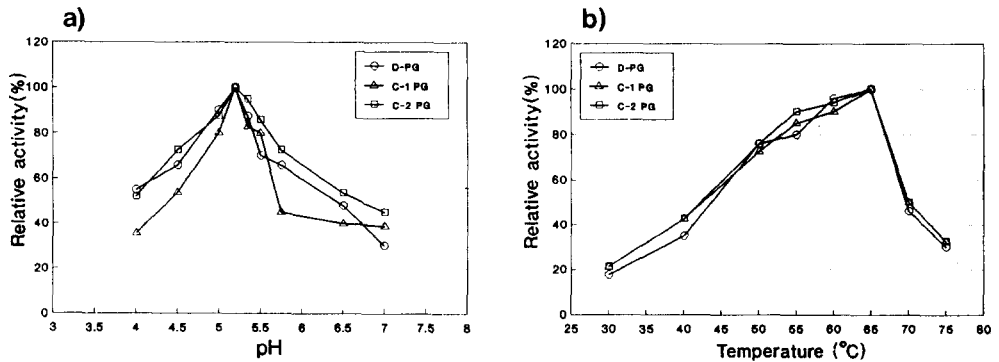 a)
120
100
80
60
40
20
0
Relative activity(%)
D-PG
C-1 PG
C-2 PG
3 3.5 4 4.5 5 5.5 6 6.5 7 7.5 8
pH
b)
120
100
80
60
40
20
0
Relative activity(%)
D-PG
C-1 PG
C-2 PG
25 30 35 40 45 50 55 60 65 70 75 80
Temperature (°C)